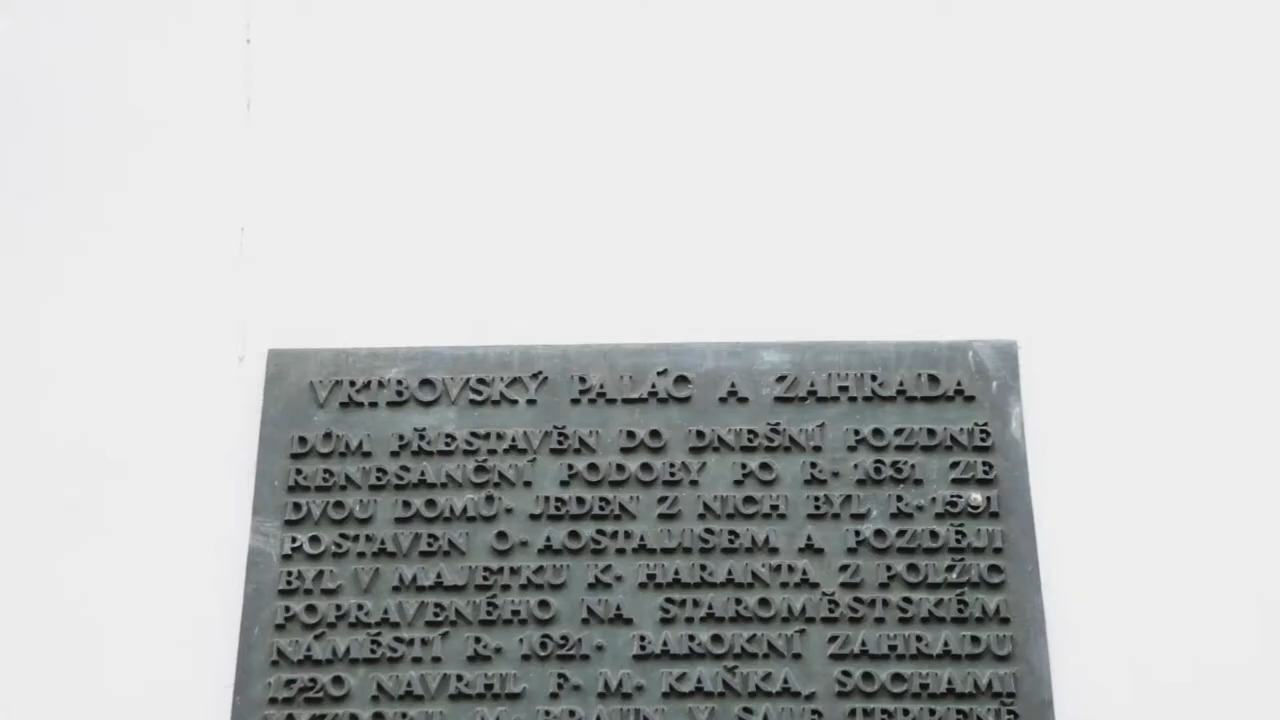 VRTBOVSKÝ PALÁC A ZAHRADA
DŮM PŘESTAVĚN DO DNEŠNÍ POZDNĚ
RENESANČNÍ PODOBY PO R. 1631 ZE
DVOU DOMŮ. JEDEN Z NICH BYL R. 1591
POSTAVEN O. AOSTALISEM A POZDĚJI
BYL V MAJETKU K. HARANTA Z POLŽIC
POPRAVENÉHO NA STAROMĚSTSKÉM
NÁMĚSTÍ R. 1621. BAROKNÍ ZAHRADU
1720 NAVRHL F. M. KAŇKA, SOCHAMI
M. BRAUN V